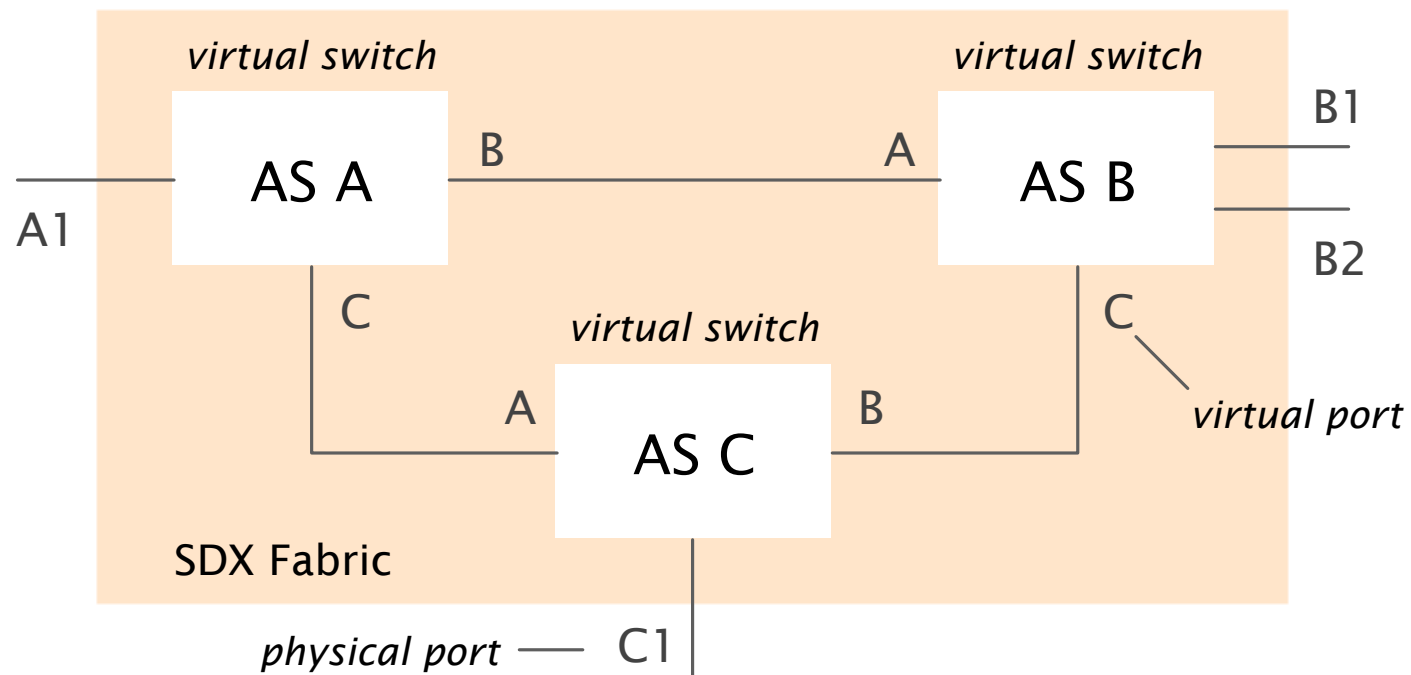 virtual switch
virtual switch
AS A
AS B
B
A
B1
A1
B2
C
C
virtual switch
virtual port
A
B
AS C
SDX Fabric
physical port
C1